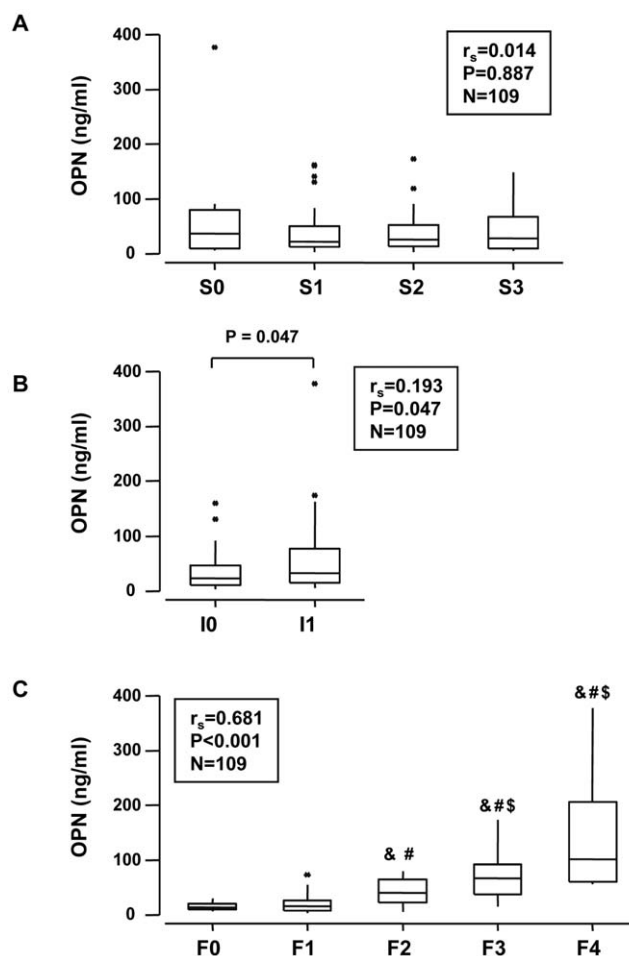 A
OPN (ng/ml)
400
300
200
100
0
rₛ=0.014
P=0.887
N=109
*
*
*
*
*
*
S0 S1 S2 S3
P = 0.047
B
OPN (ng/ml)
400
300
200
100
0
rₛ=0.193
P=0.047
N=109
*
*
*
*
I0 I1
C
OPN (ng/ml)
400
300
200
100
0
rₛ=0.681
P<0.001
N=109
*
& #
&#$
&#$
F0 F1 F2 F3 F4